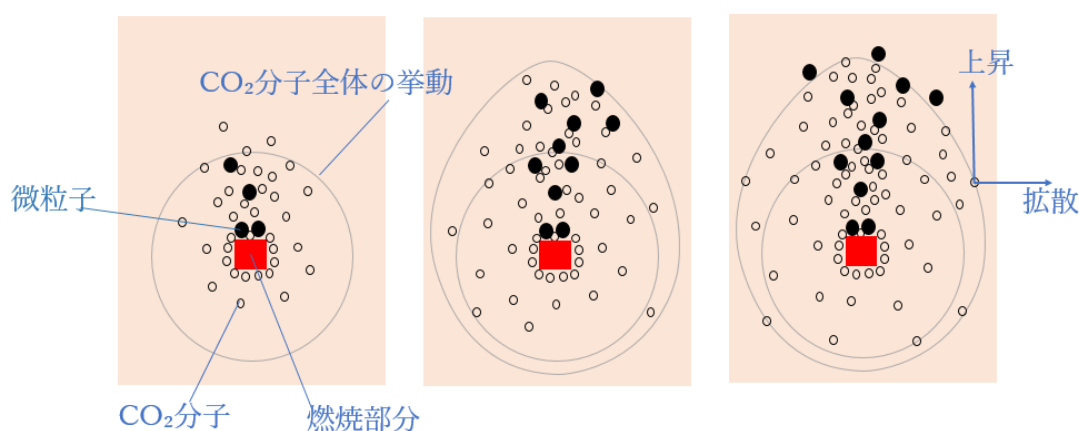 CO₂分子全体の挙動
上昇
微粒子
拡散
CO₂分子
燃焼部分